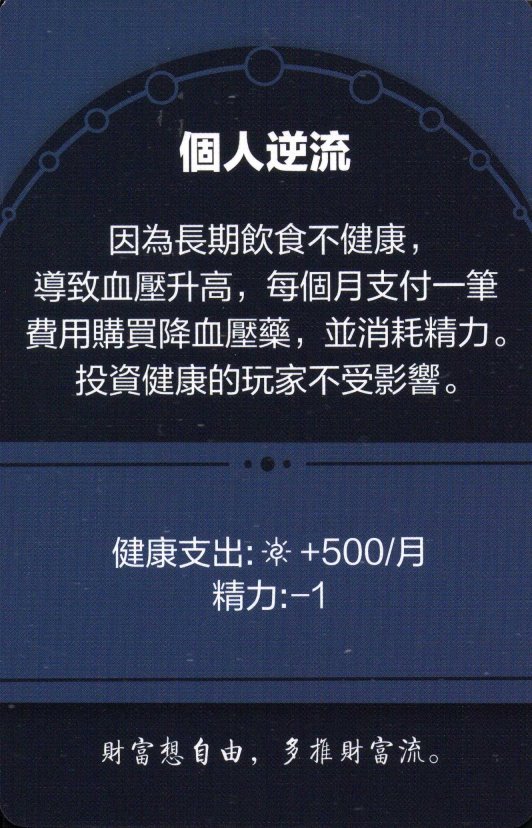 個人逆流
因為長期飲食不健康，
導致血壓升高，每個月支付一筆
費用購買降血壓藥，並消耗精力。
投資健康的玩家不受影響。
健康支出: +500/月
精力:–1
財富想自由，多推財富流。